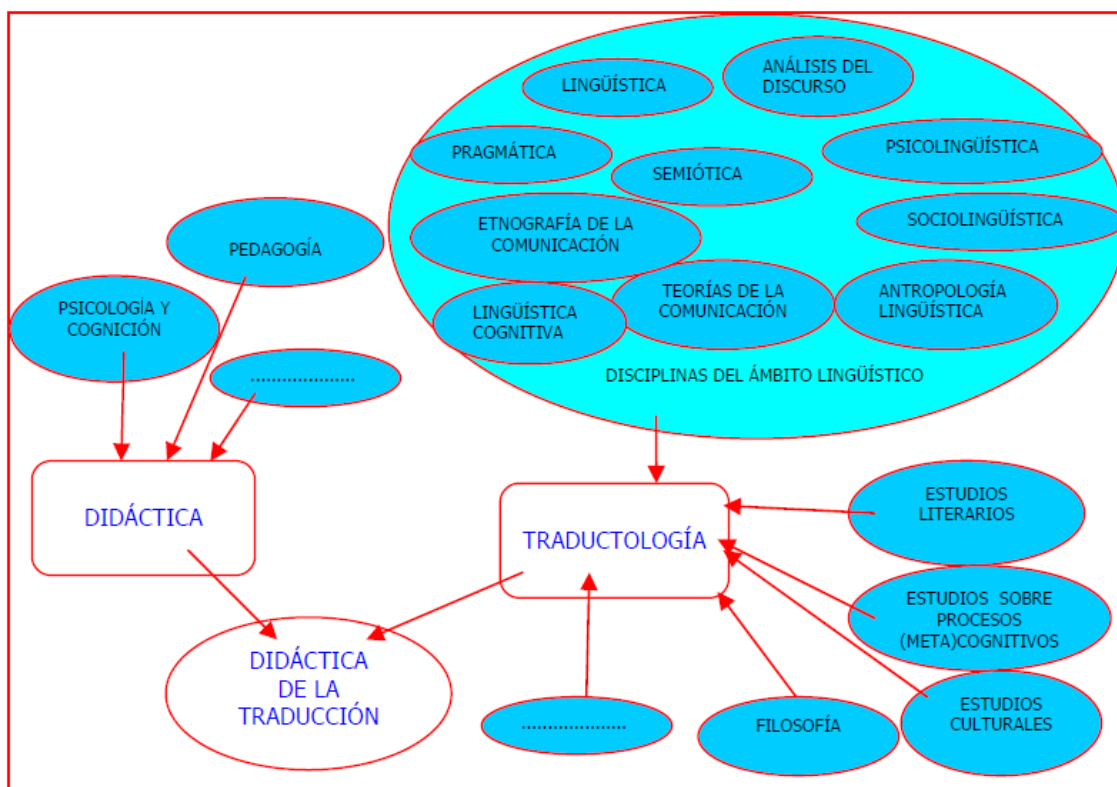 LINGÜÍSTICA
ANÁLISIS DEL
DISCURSO
PRAGMÁTICA
SEMIÓTICA
PSICOLINGÜÍSTICA
ETNOGRAFÍA DE LA
COMUNICACIÓN
SOCIOLINGÜÍSTICA
LINGÜÍSTICA
COGNITIVA
TEORÍAS DE LA
COMUNICACIÓN
ANTROPOLOGÍA
LINGÜÍSTICA
DISCIPLINAS DEL ÁMBITO LINGÜÍSTICO
PEDAGOGÍA
PSICOLOGÍA Y
COGNICIÓN
.....................
DIDÁCTICA
TRADUCTOLOGÍA
ESTUDIOS
LITERARIOS
ESTUDIOS SOBRE
PROCESOS
(META)COGNITIVOS
ESTUDIOS
CULTURALES
FILOSOFÍA
.....................
DIDÁCTICA
DE LA
TRADUCCIÓN